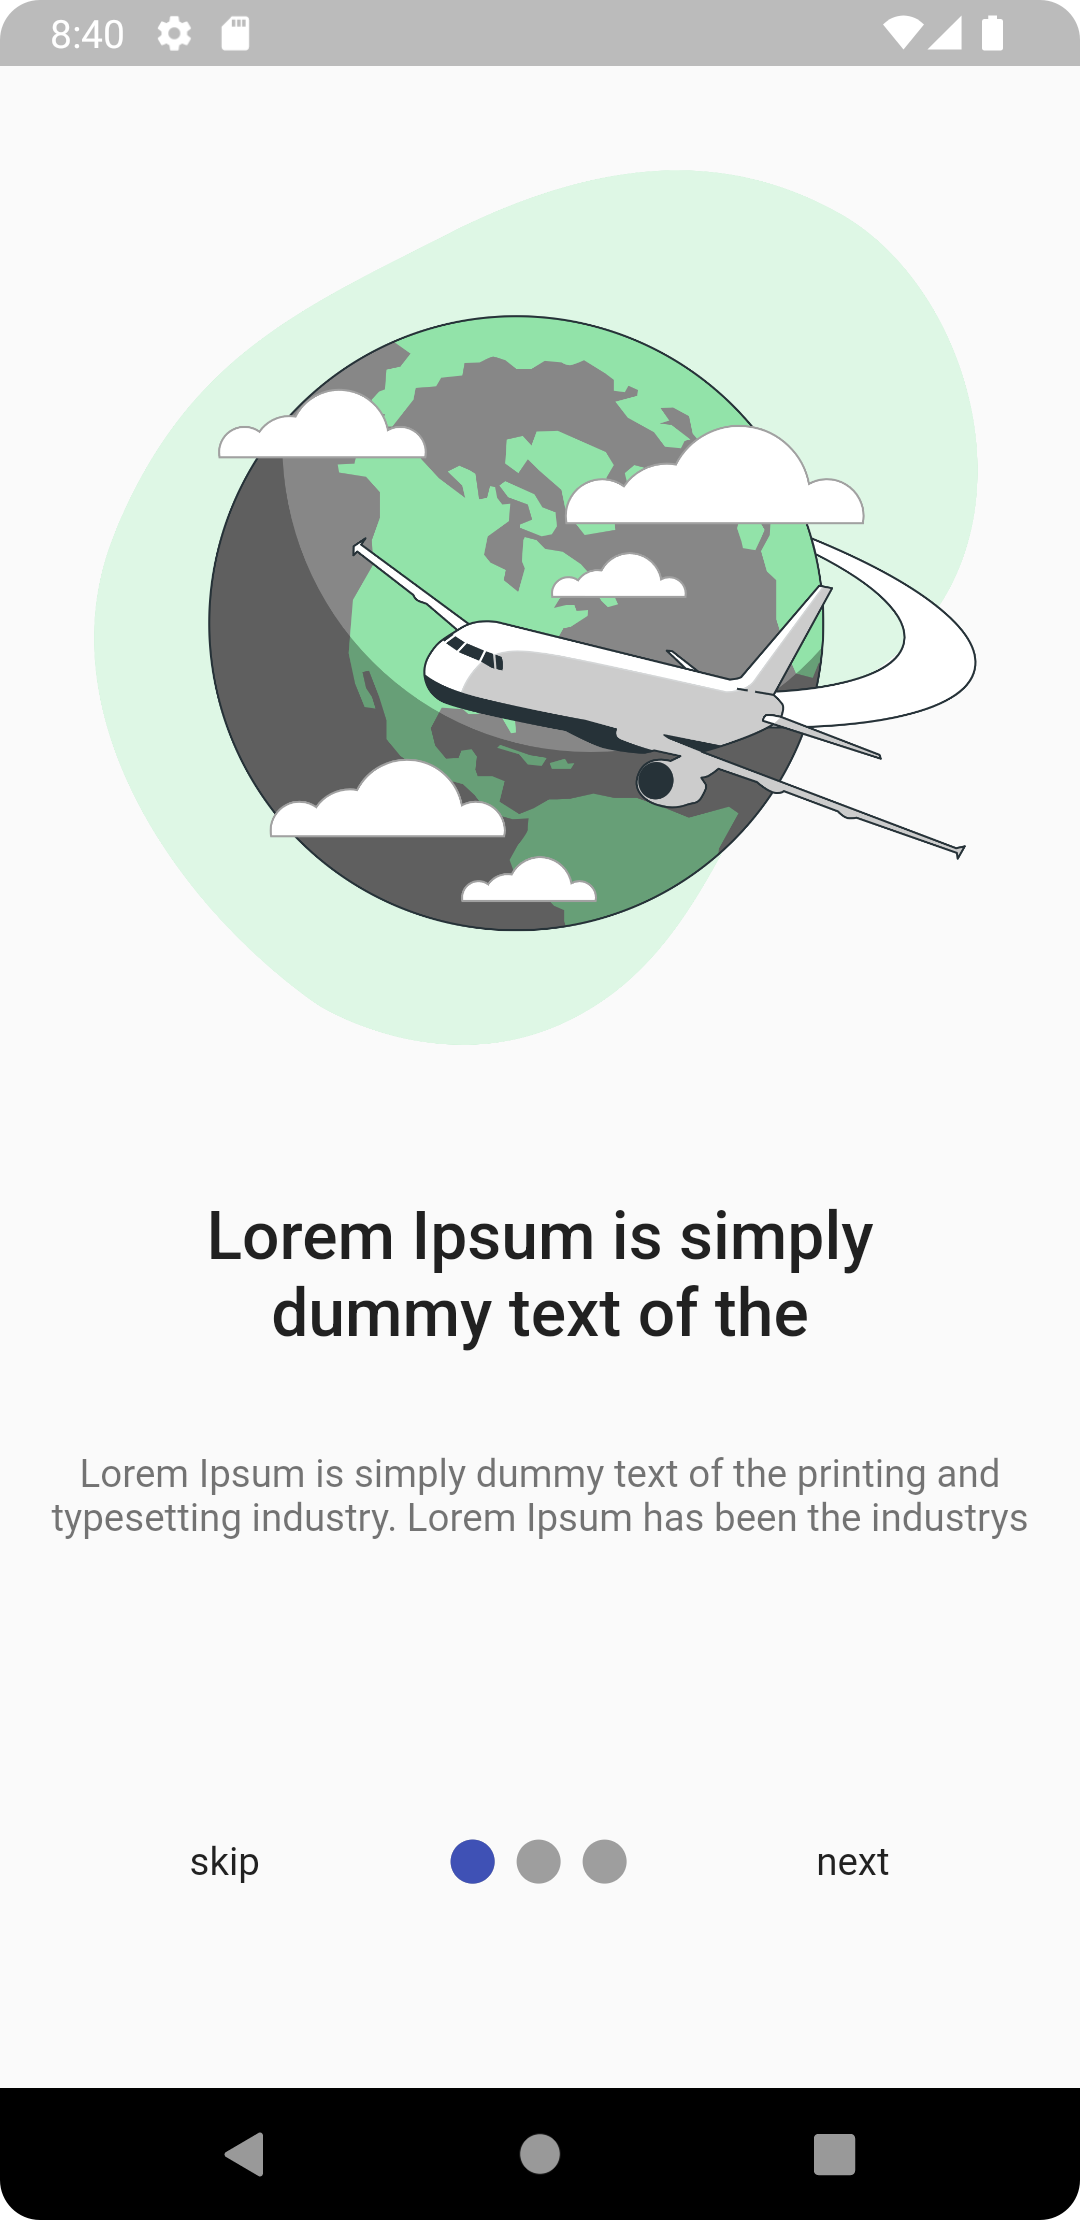 8:40
Lorem Ipsum is simply
dummy text of the
Lorem Ipsum is simply dummy text of the printing and
typesetting industry. Lorem Ipsum has been the industrys
skip
next